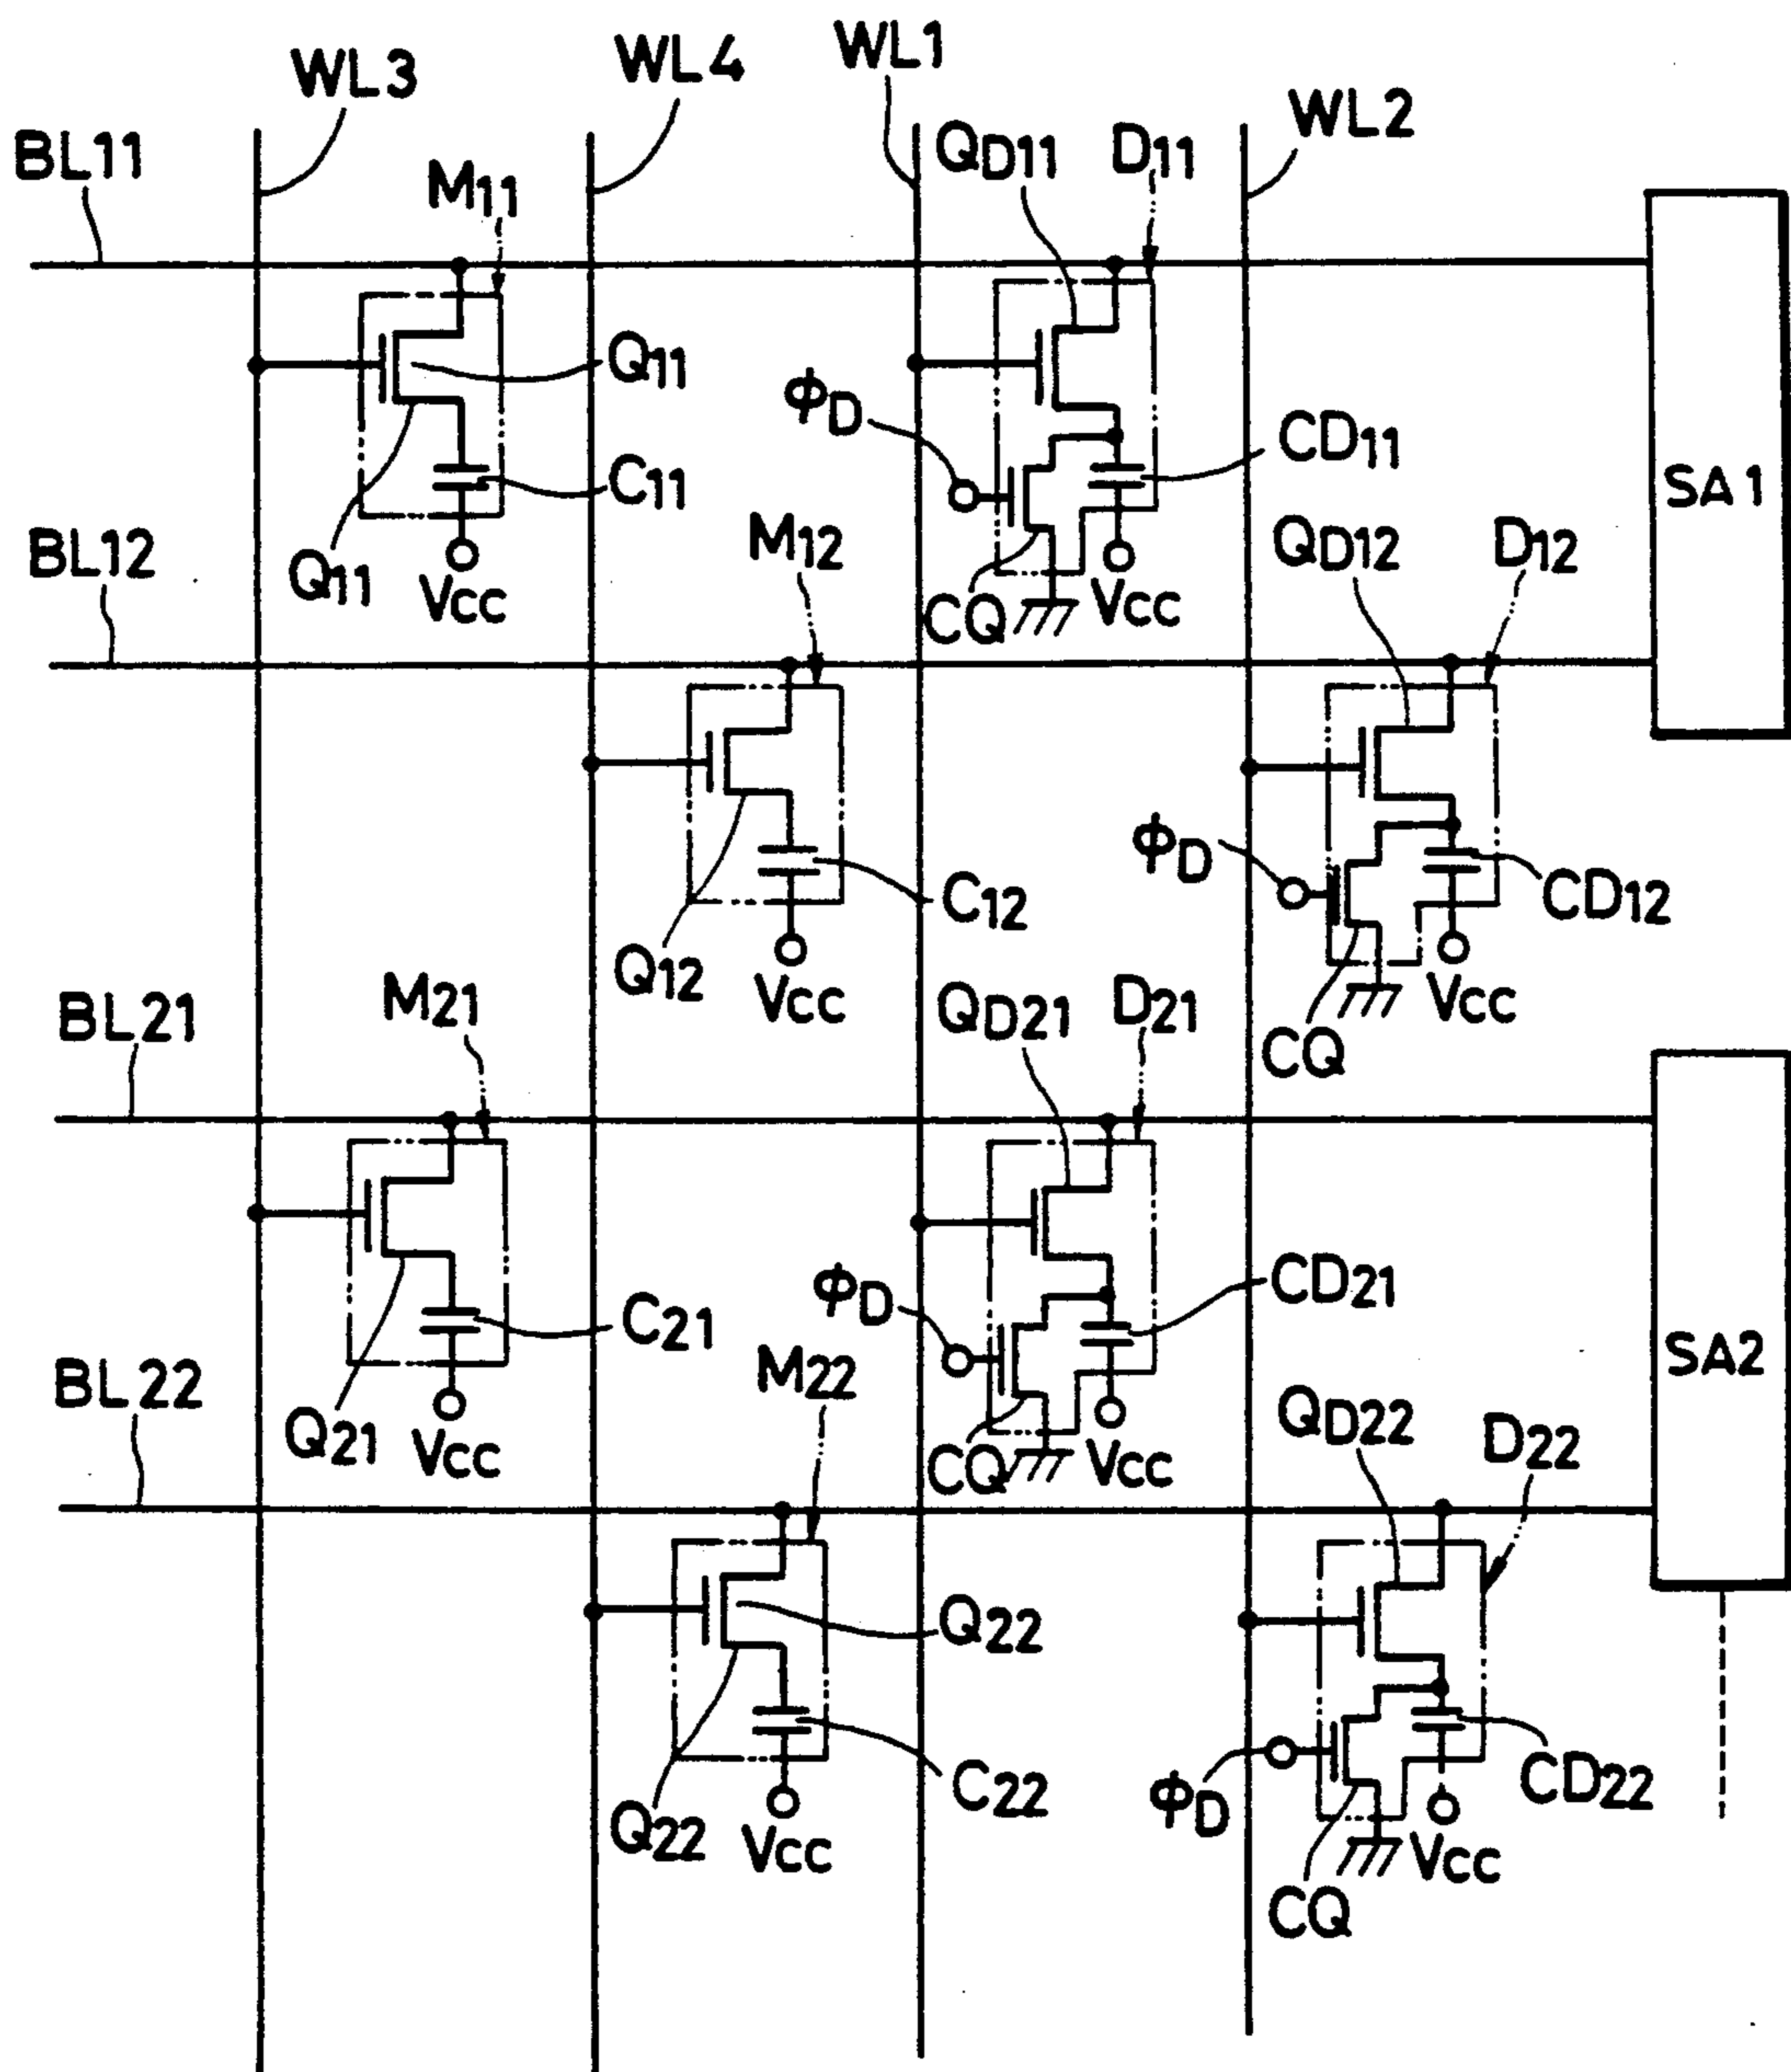 WL3
WL4
WL1
WL2
BL11
M11
QD11
D11
Q11
ΦD
CD11
C11
SA1
BL12
Q11
Vcc
M12
CQ
Vcc
QD12
D12
ΦD
CD12
C12
Q12
Vcc
CQ
Vcc
BL21
M21
QD21
D21
ΦD
CD21
C21
SA2
BL22
Q21
Vcc
M22
CQ
Vcc
QD22
D22
Q22
C22
ΦD
CD22
Q22
Vcc
CQ
Vcc